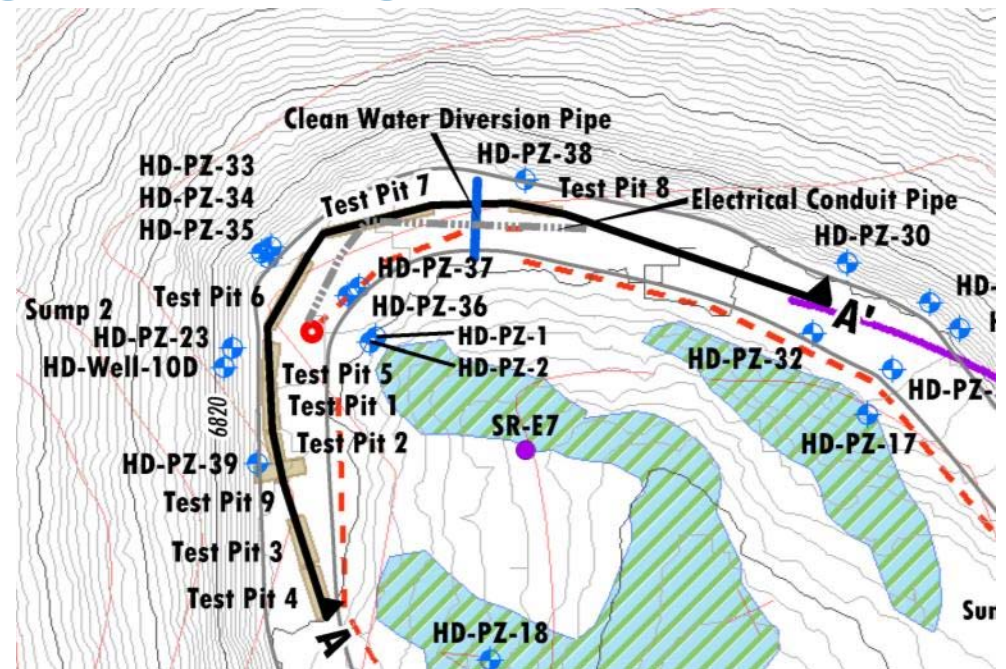 Clean Water Diversion Pipe
HD-PZ-33
HD-PZ-38
HD-PZ-34
Test Pit 7
Test Pit 8
Electrical Conduit Pipe
HD-PZ-35
HD-PZ-30
HD-PZ-37
HD-
Test Pit 6
Sump 2
HD-PZ-36
A'
HD-PZ-23
HD-PZ-1
HD-Well-10D
HD-PZ-2
HD-PZ-32
Test Pit 5
HD-PZ-
6820
Test Pit 1
SR-E7
Test Pit 2
HD-PZ-17
HD-PZ-39
Test Pit 9
Test Pit 3
Test Pit 4
A
HD-PZ-18